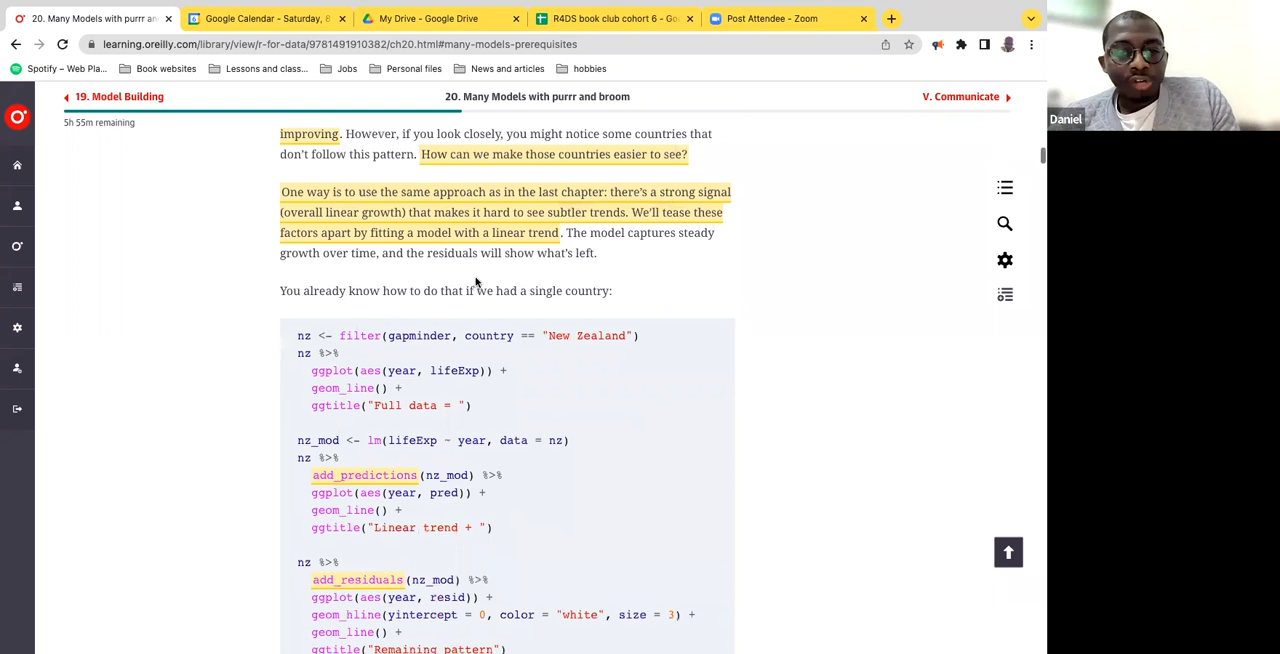 20. Many Models with purrr an
Google Calendar - Saturday, 8
My Drive - Google Drive
R4DS book club cohort 6 - Go
Post Attendee - Zoom
learning.oreilly.com/library/view/r-for-data/9781491910382/ch20.html#many-models-prerequisites
Spotify – Web Pla...
Book websites
Lessons and class...
Jobs
Personal files
News and articles
hobbies
19. Model Building
20. Many Models with purrr and broom
V. Communicate
5h 55m remaining
improving. However, if you look closely, you might notice some countries that
don't follow this pattern. How can we make those countries easier to see?
One way is to use the same approach as in the last chapter: there's a strong signal
(overall linear growth) that makes it hard to see subtler trends. We'll tease these
factors apart by fitting a model with a linear trend. The model captures steady
growth over time, and the residuals will show what's left.
You already know how to do that if we had a single country:
nz <- filter(gapminder, country == "New Zealand")
nz %>%
ggplot(aes(year, lifeExp)) +
geom_line() +
ggtitle("Full data = ")
nz_mod <- lm(lifeExp ~ year, data = nz)
nz %>%
add_predictions(nz_mod) %>%
ggplot(aes(year, pred)) +
geom_line() +
ggtitle("Linear trend + ")
nz %>%
add_residuals(nz_mod) %>%
ggplot(aes(year, resid)) +
geom_hline(yintercept = 0, color = "white", size = 3) +
geom_line() +
ggtitle("Remaining pattern")
Daniel